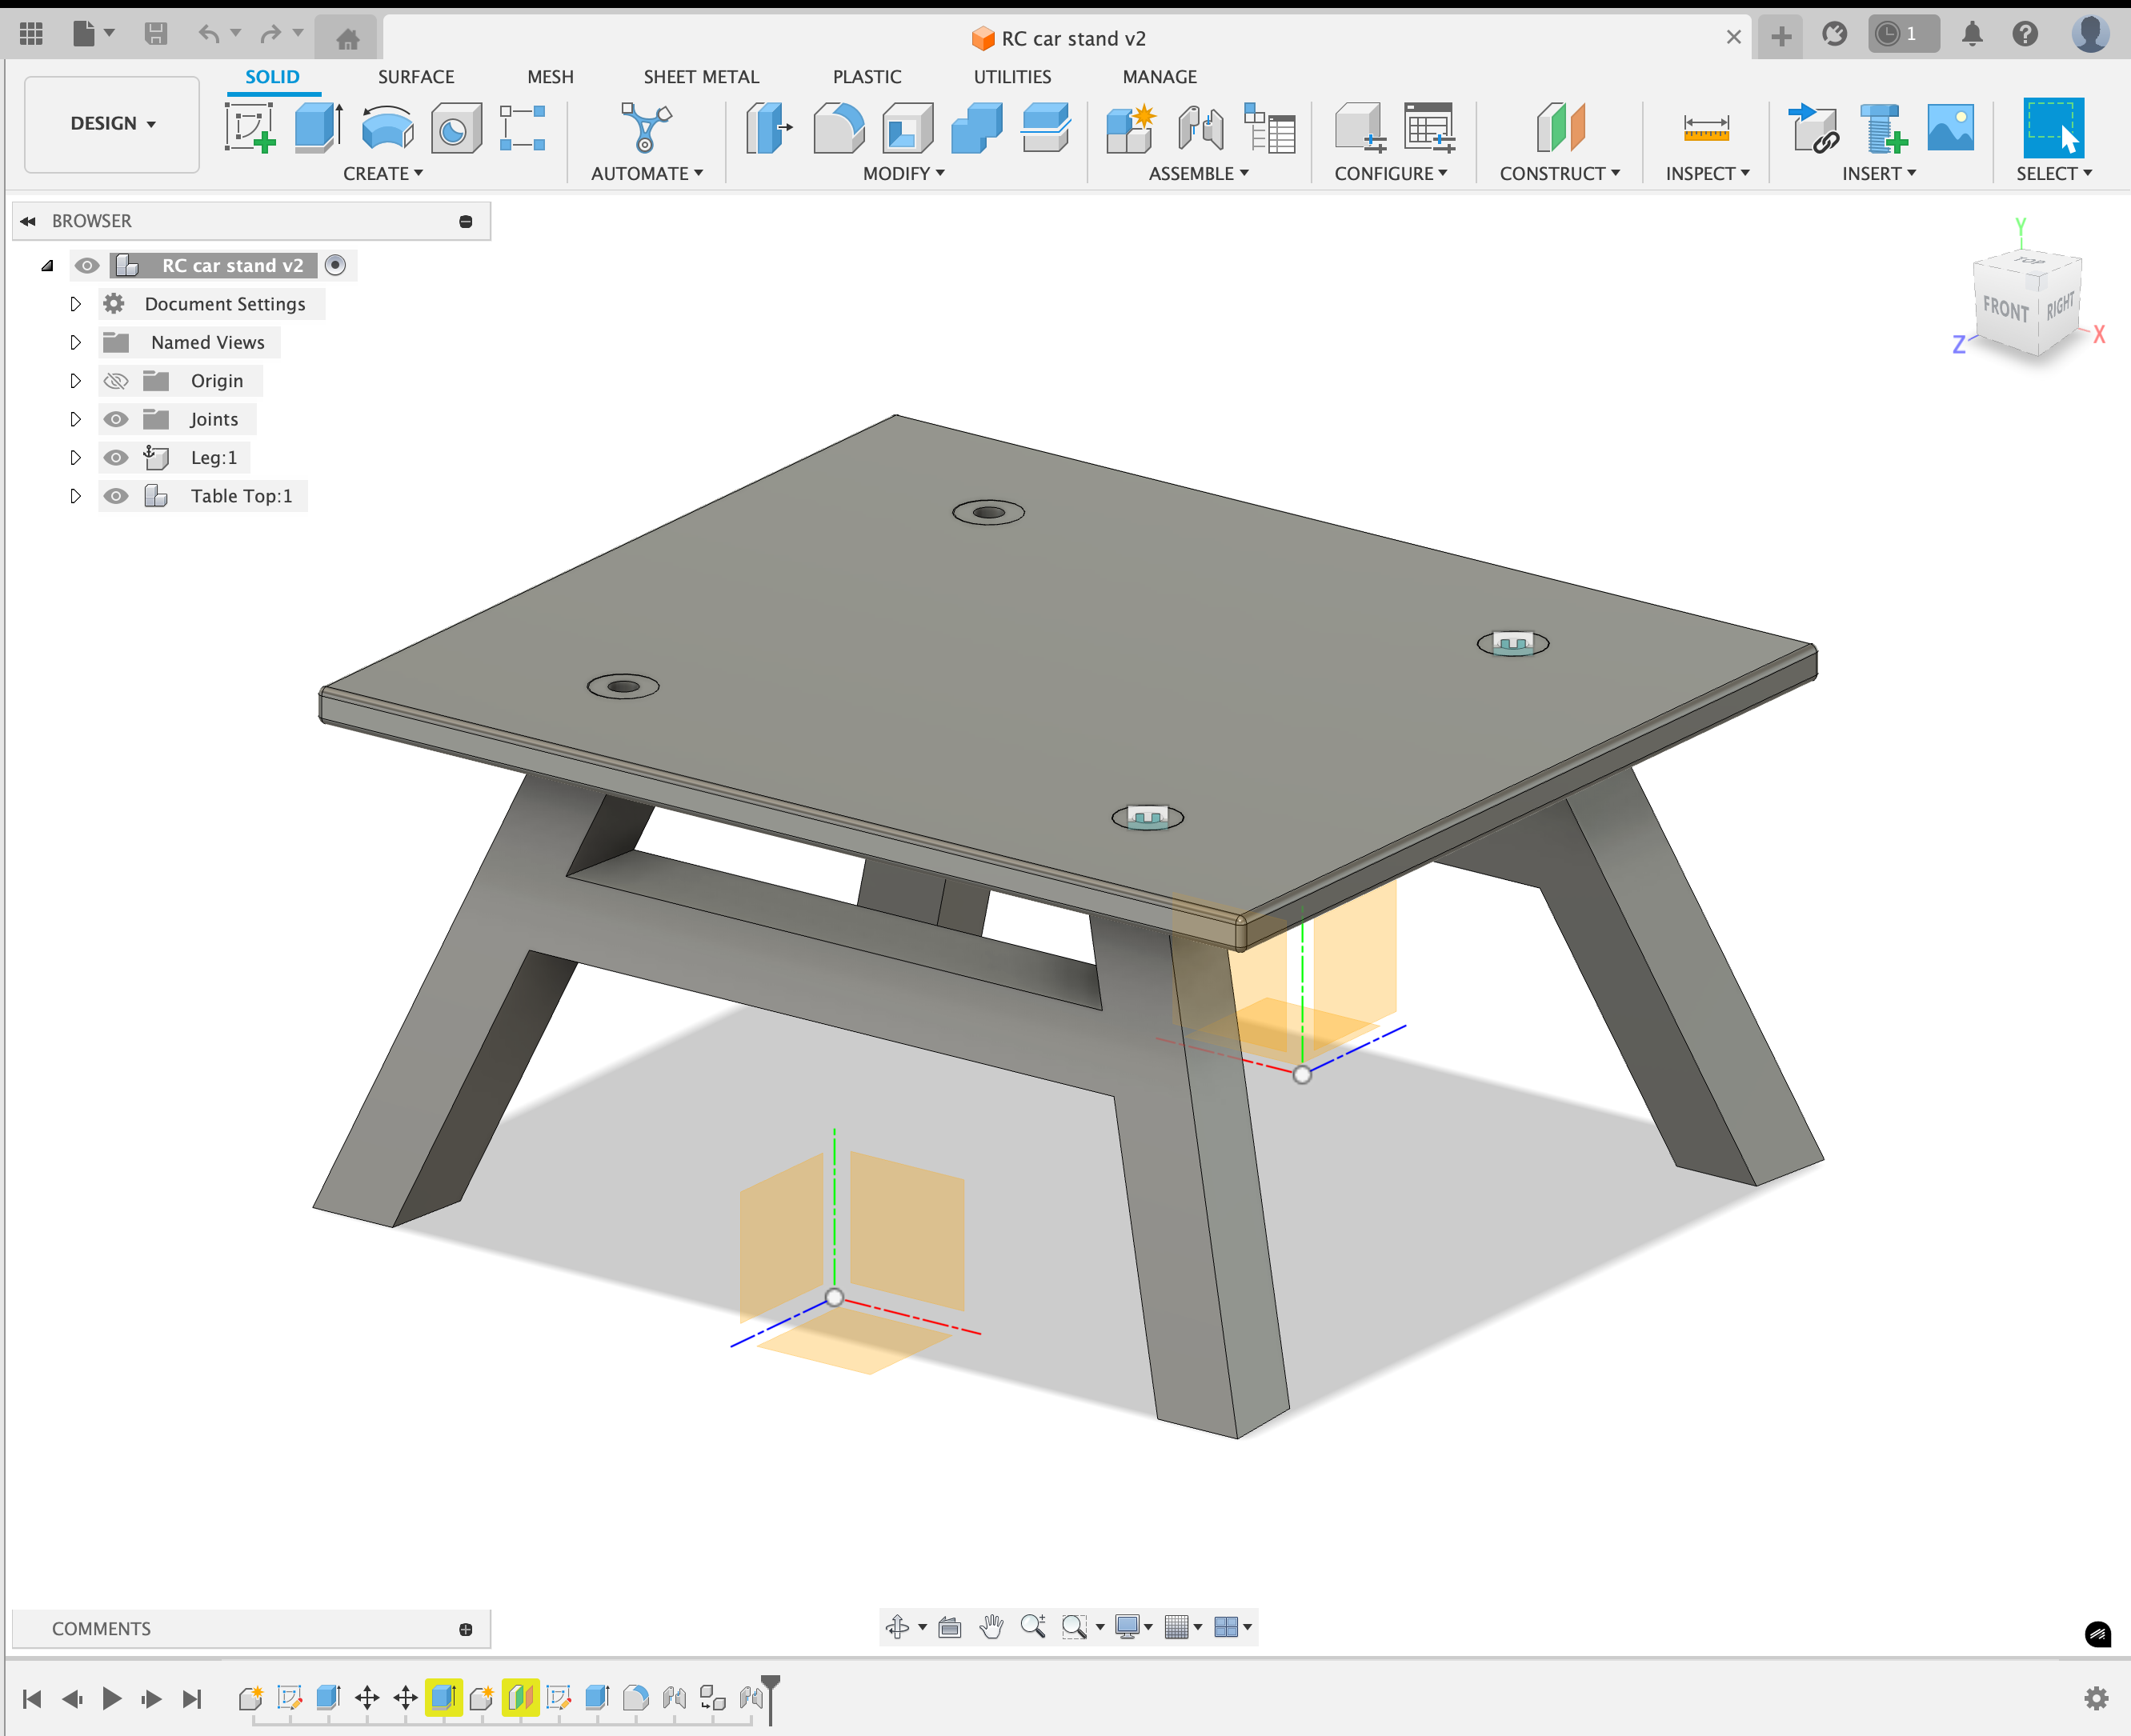 RC car stand v2
1
SOLID SURFACE MESH SHEET METAL PLASTIC UTILITIES MANAGE
DESIGN
CREATE AUTOMATE MODIFY ASSEMBLE CONFIGURE CONSTRUCT INSPECT INSERT SELECT
BROWSER
RC car stand v2
Document Settings
Named Views
Origin
Joints
Leg:1
Table Top:1
Y
TOP
FRONT RIGHT
Z X
COMMENTS